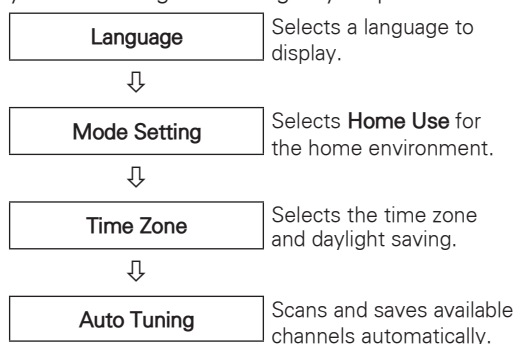 Language
Selects a language to
display.
Mode Setting
Selects Home Use for
the home environment.
Time Zone
Selects the time zone
and daylight saving.
Auto Tuning
Scans and saves available
channels automatically.